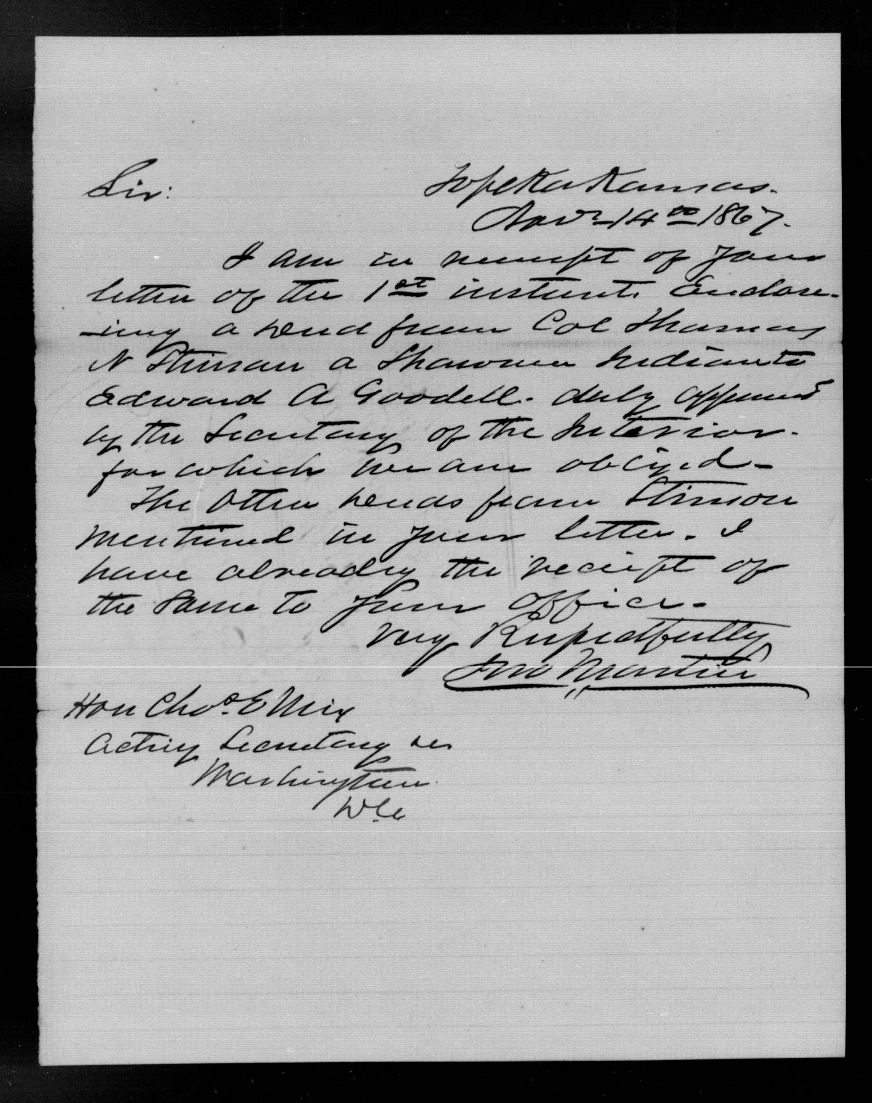 Sir:
Topeka Kansas.
Novr 14th 1867.
I am in receipt of your
letter of the 1st instant. Enclose-
-ing a deed from Col Thomas
N Stinson a Shawnee Indian to
Edward A Goodell. duly approved
by the Secretary of the Interior.
for which we are obliged -
The other deeds from Stinson
mentioned in your letter. I
have already the receipt of
the same to your office.
Very Respectfully
Jno Martin
Hon Chas. E Mix
Acting Secretary
Washington
D.C.